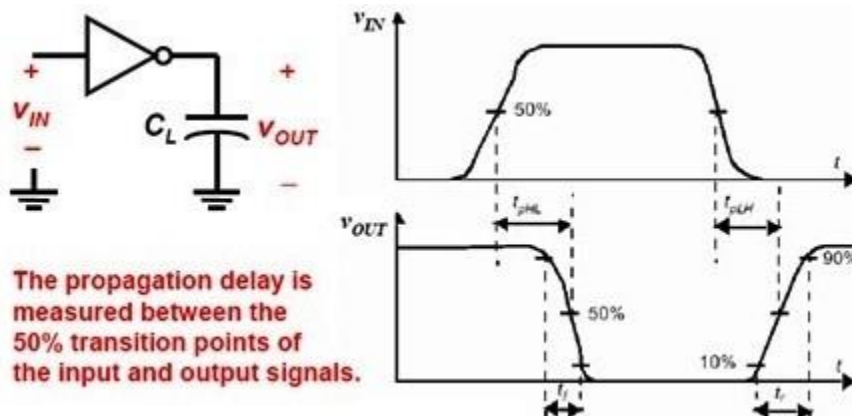 +
v_IN
–
C_L
+
v_OUT
–
The propagation delay is
measured between the
50% transition points of
the input and output signals.
v_IN
50%
t
t_pHL
t_pLH
v_OUT
90%
50%
10%
t
t_f
t_r